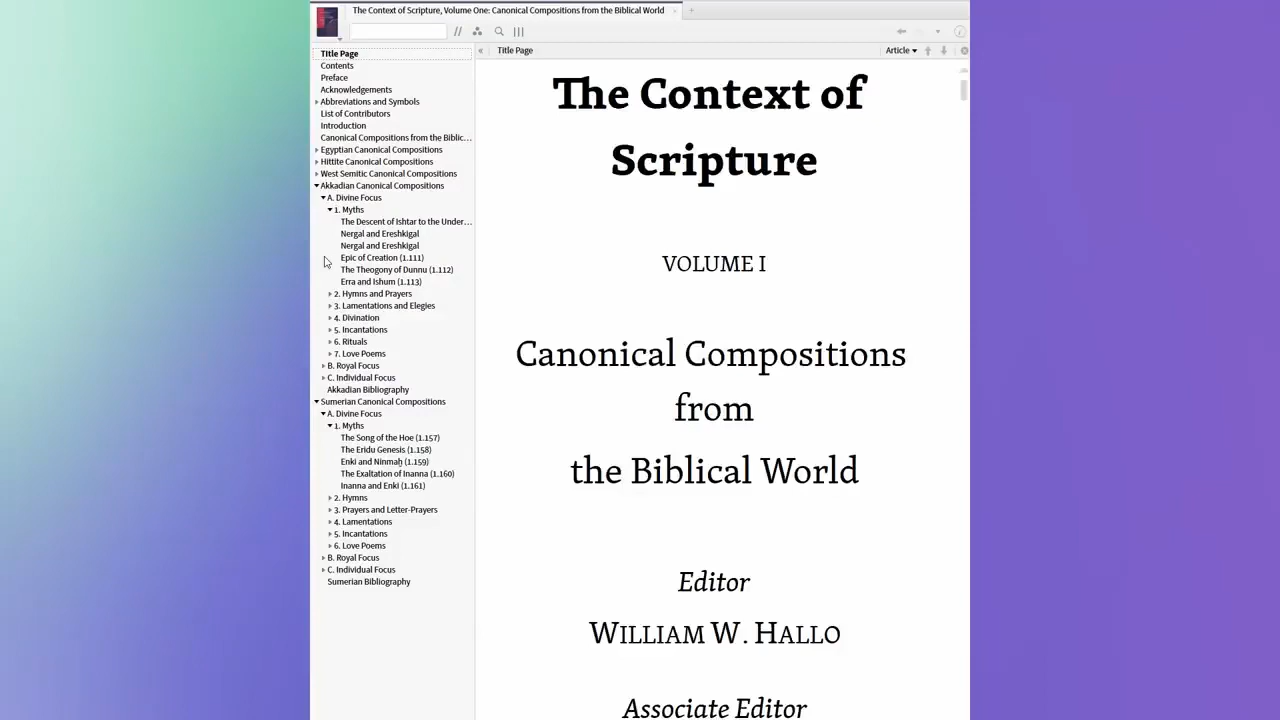 The Context of Scripture, Volume One: Canonical Compositions from the Biblical World
Title Page
Article
Title Page
Contents
Preface
Acknowledgements
Abbreviations and Symbols
List of Contributors
Introduction
Canonical Compositions from the Biblic...
Egyptian Canonical Compositions
Hittite Canonical Compositions
West Semitic Canonical Compositions
Akkadian Canonical Compositions
A. Divine Focus
1. Myths
The Descent of Ishtar to the Under...
Nergal and Ereshkigal
Nergal and Ereshkigal
Epic of Creation (1.111)
The Theogony of Dunnu (1.112)
Erra and Ishum (1.113)
2. Hymns and Prayers
3. Lamentations and Elegies
4. Divination
5. Incantations
6. Rituals
7. Love Poems
B. Royal Focus
C. Individual Focus
Akkadian Bibliography
Sumerian Canonical Compositions
A. Divine Focus
1. Myths
The Song of the Hoe (1.157)
The Eridu Genesis (1.158)
Enki and Ninmaḫ (1.159)
The Exaltation of Inanna (1.160)
Inanna and Enki (1.161)
2. Hymns
3. Prayers and Letter-Prayers
4. Lamentations
5. Incantations
6. Love Poems
B. Royal Focus
C. Individual Focus
Sumerian Bibliography
The Context of
Scripture
VOLUME I
Canonical Compositions
from
the Biblical World
Editor
WILLIAM W. HALLO
Associate Editor